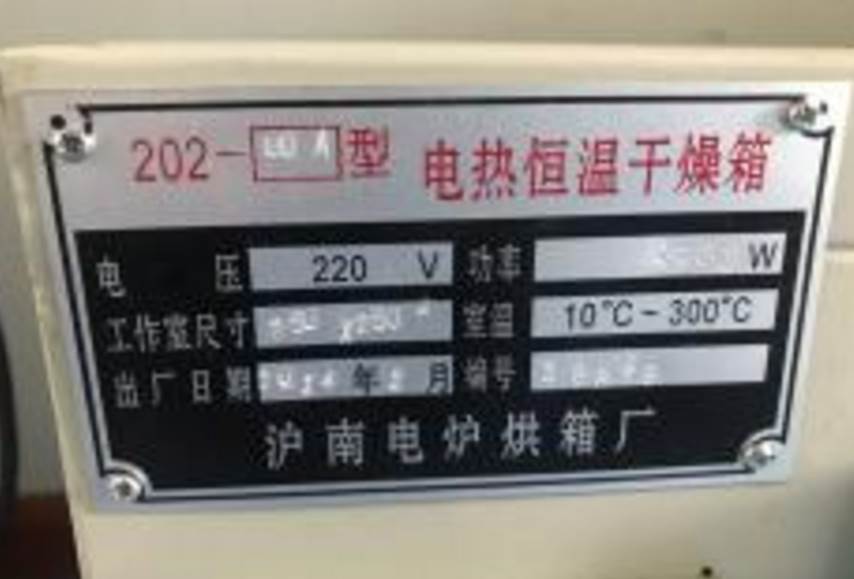 202- 型 电热恒温干燥箱
电 压 220 V 功率 W
工作室尺寸 室温 10℃~300℃
出厂日期 年 月 编号
沪南电炉烘箱厂